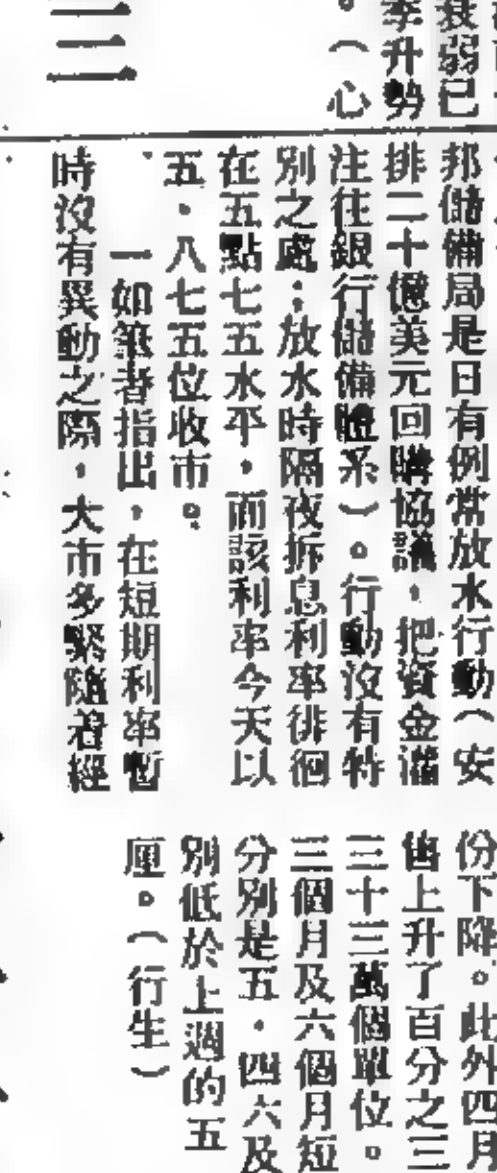 衰弱已
李升勢
。（心
三
邦儲備局是日有例常放水行動（安
排二十億美元回購協議，把資金灌
注往銀行儲備體系）。行動沒有特
別之處；放水時隔夜拆息利率徘徊
在五點七五水平，而該利率今天以
五．八七五位收市。
一如筆者指出，在短期利率暫
時沒有異動之際，大市多緊隨着經
份下降。此外四月
售上升了百分之三
三十三萬個單位。
三個月及六個月短
分別是五．四六及
別低於上週的五
厘。（行生）